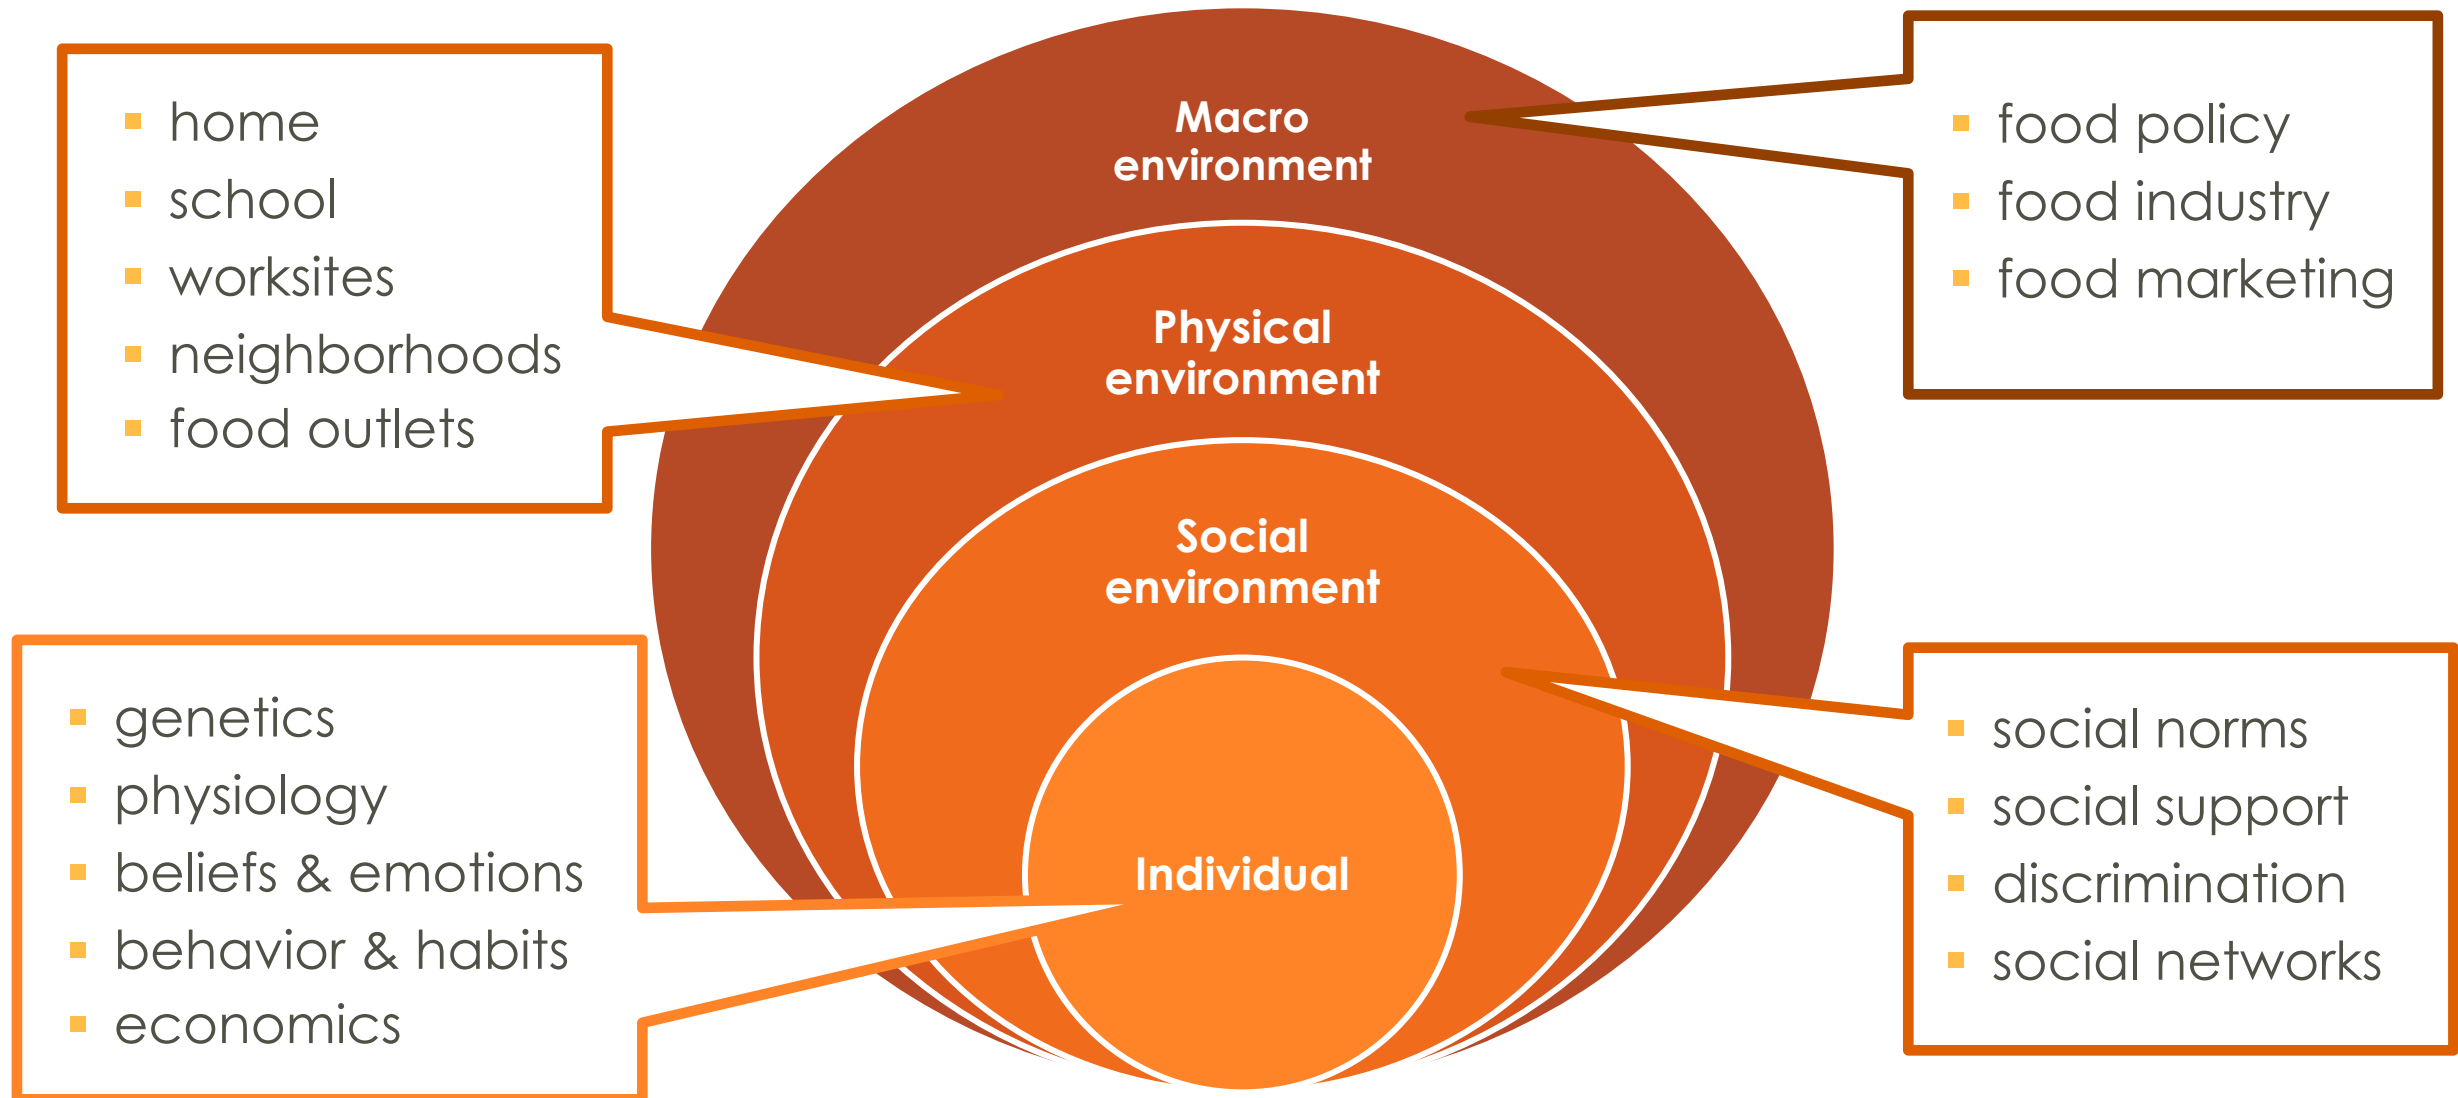 home
school
worksites
neighborhoods
food outlets
Macro
environment
food policy
food industry
food marketing
Physical
environment
Social
environment
genetics
physiology
beliefs & emotions
behavior & habits
economics
Individual
social norms
social support
discrimination
social networks